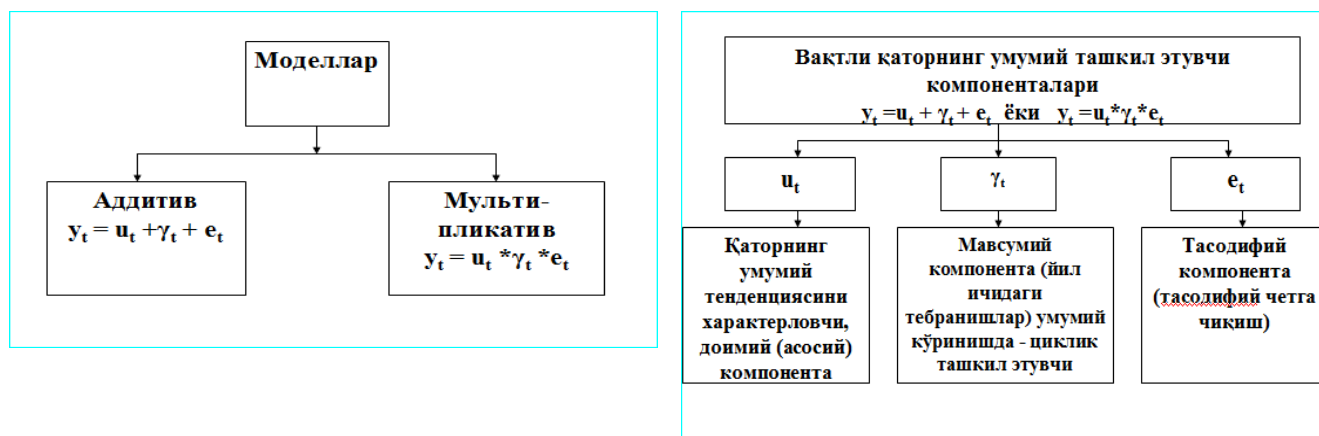 Моделлар
Аддитив
yₜ = uₜ +γₜ + eₜ
Мульти-
пликатив
yₜ = uₜ *γₜ *eₜ
Вақтли қаторнинг умумий ташкил этувчи
компоненталари
yₜ =uₜ + γₜ + eₜ ёки yₜ =uₜ*γₜ*eₜ
uₜ
γₜ
eₜ
Қаторнинг
умумий
тенденциясини
характерловчи,
доимий (асосий)
компонента
Мавсумий
компонента (йил
ичидаги
тебранишлар) умумий
кўринишда - циклик
ташкил этувчи
Тасодифий
компонента
(тасодифий четга
чиқиш)